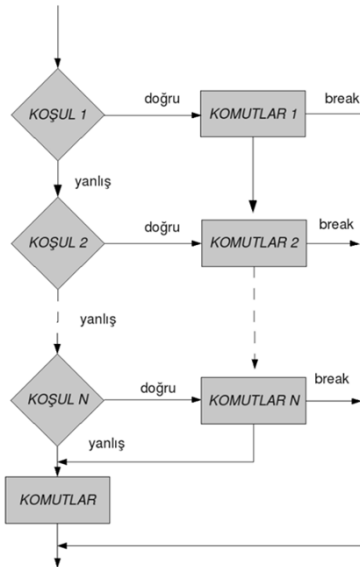 KOŞUL 1
doğru
KOMUTLAR 1
break
yanlış
KOŞUL 2
doğru
KOMUTLAR 2
break
yanlış
KOŞUL N
doğru
KOMUTLAR N
break
yanlış
KOMUTLAR